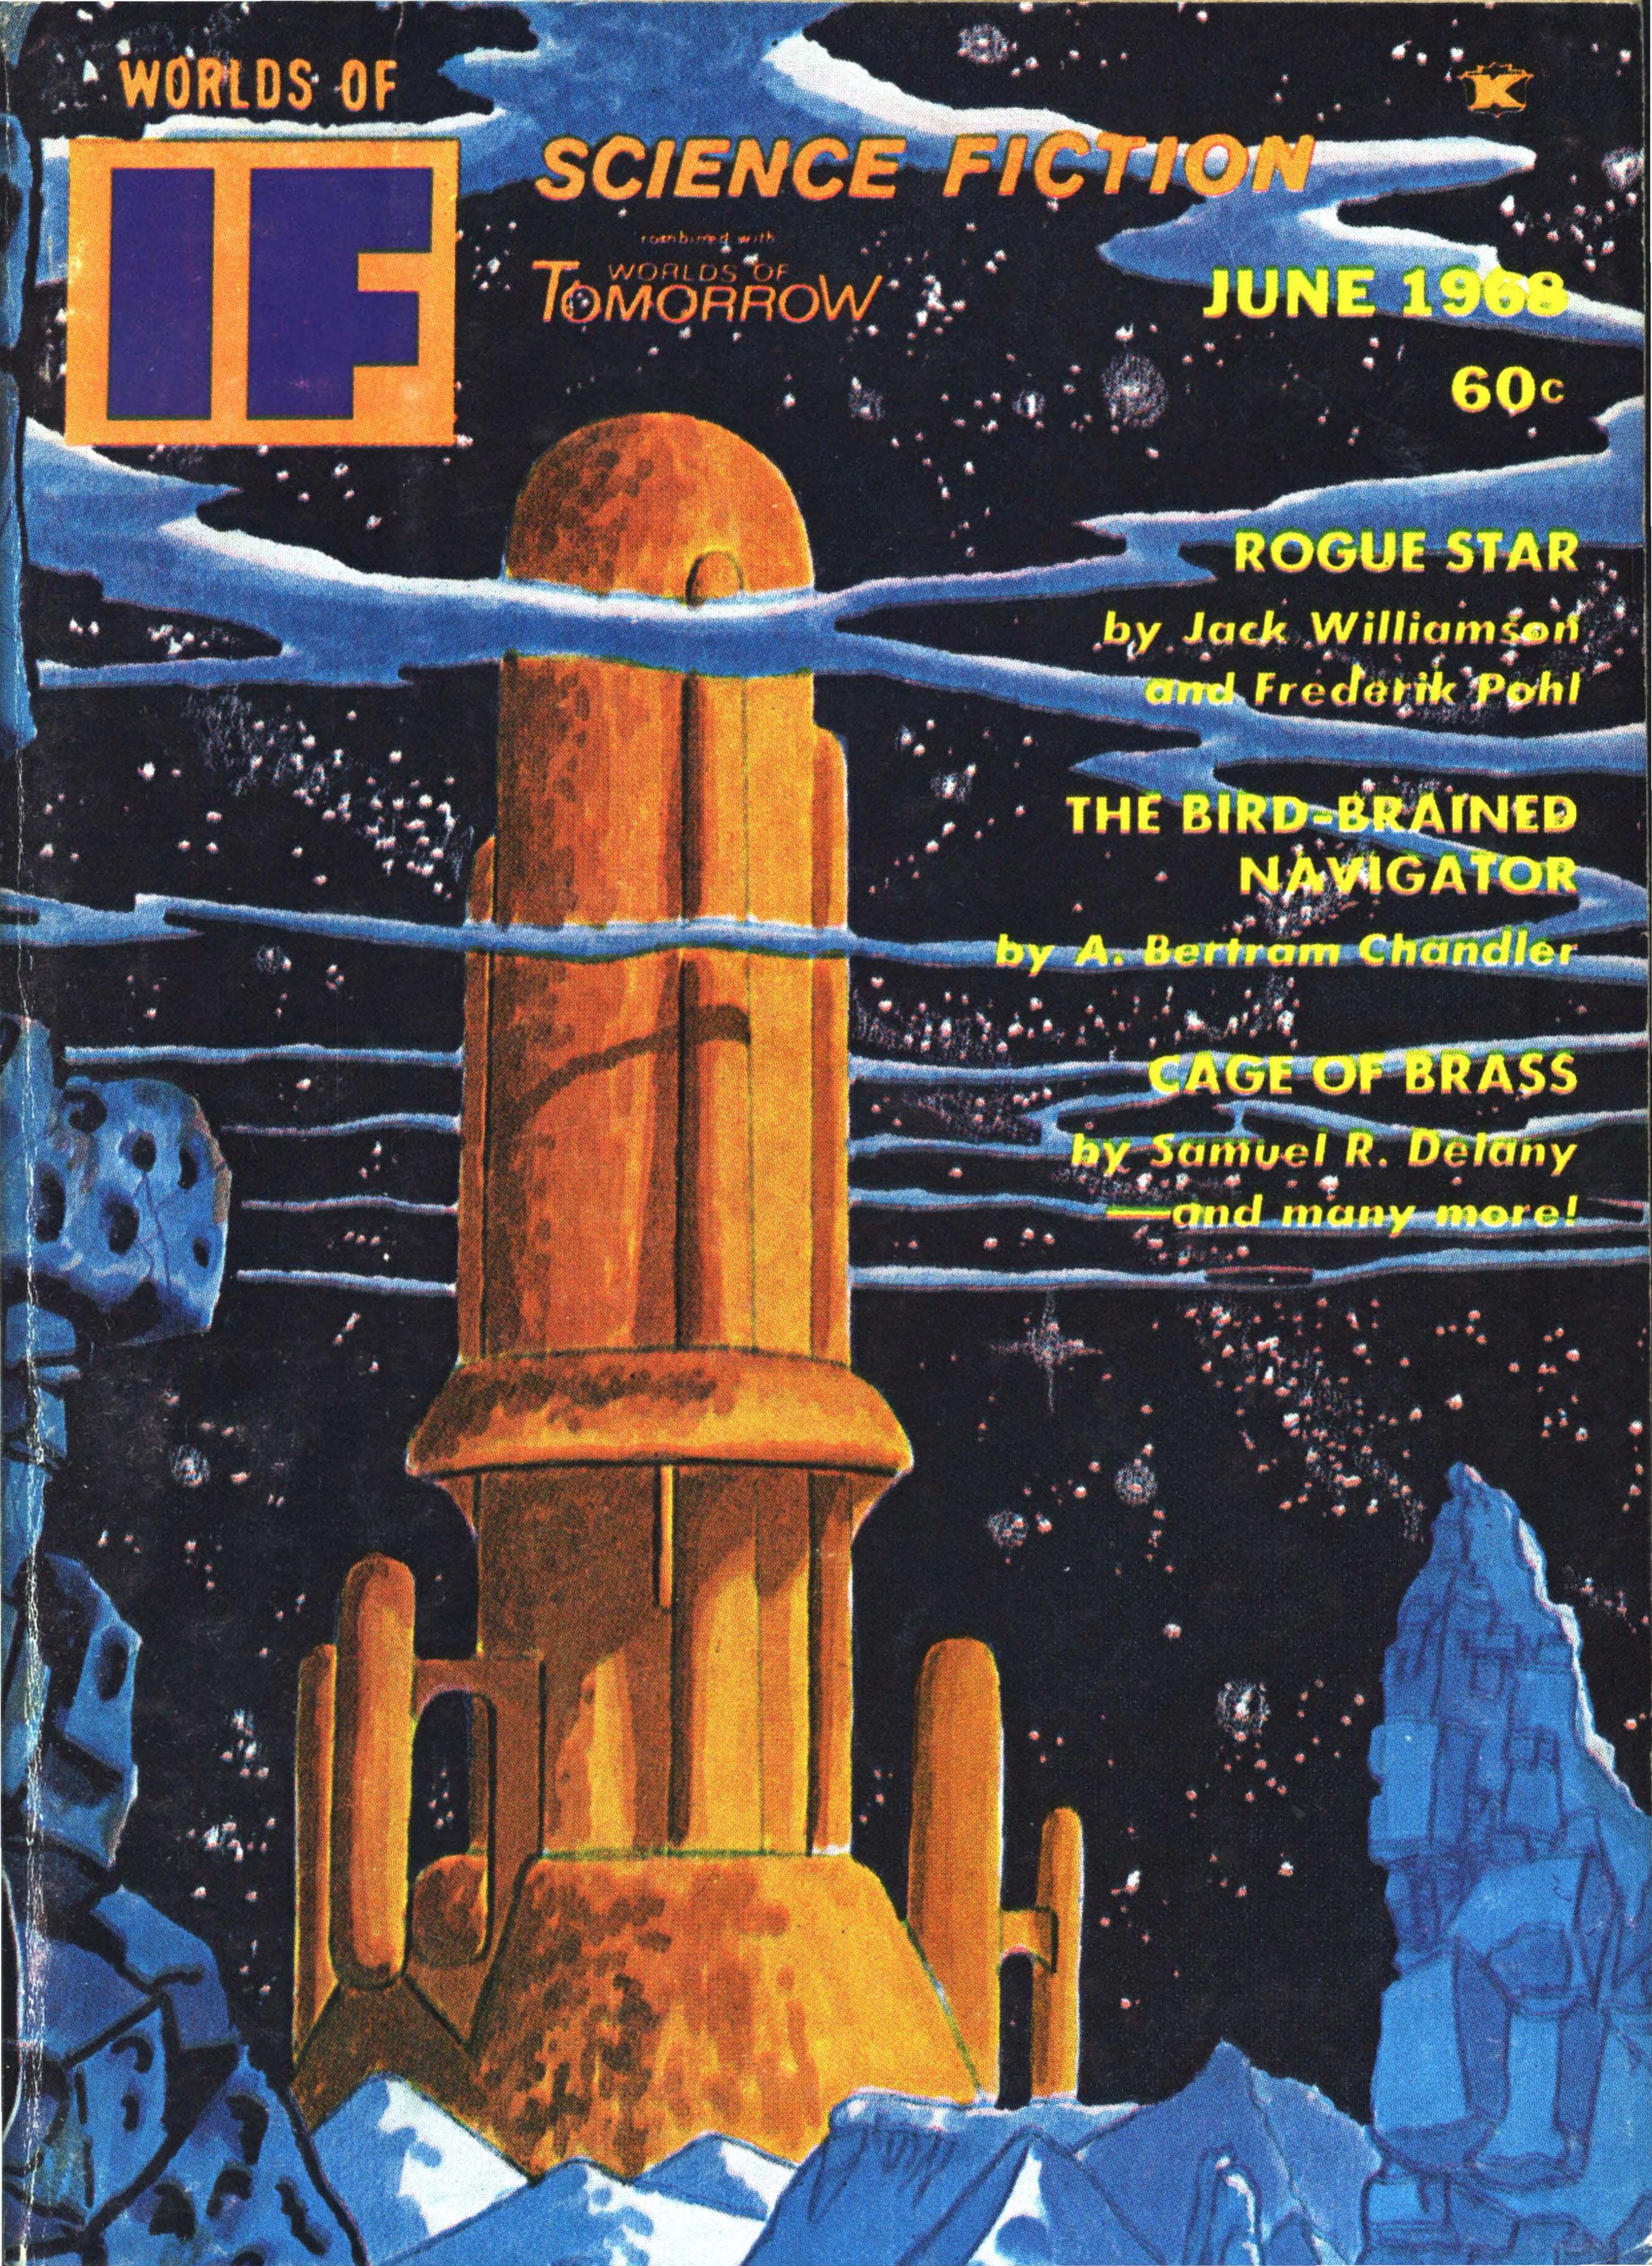 WORLDS OF
IF
SCIENCE FICTION
combined with
WORLDS OF
TOMORROW
K
JUNE 1968
60c
ROGUE STAR
by Jack Williamson
and Frederik Pohl
THE BIRD-BRAINED
NAVIGATOR
by A. Bertram Chandler
CAGE OF BRASS
by Samuel R. Delany
—and many more!